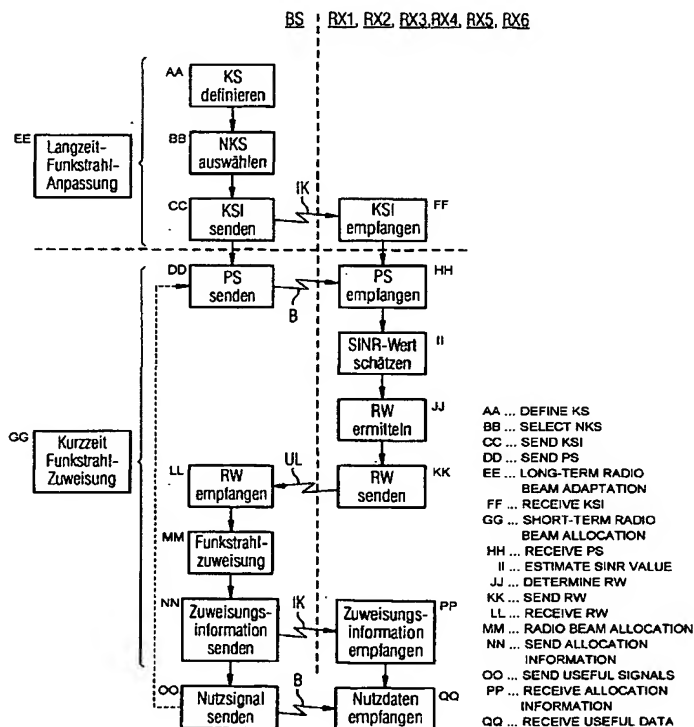 BS RX1, RX2, RX3,RX4, RX5, RX6
AA
KS
definieren
EE
Langzeit-
Funkstrahl-
Anpassung
BB
NKS
auswählen
CC
KSI
senden
IK
KSI
empfangen
FF
DD
PS
senden
B
PS
empfangen
HH
SINR-Wert
schätzen
II
RW
ermitteln
JJ
GG
Kurzzeit
Funkstrahl-
Zuweisung
LL
RW
empfangen
UL
RW
senden
KK
MM
Funkstrahl-
zuweisung
NN
Zuweisungs-
information
senden
IK
Zuweisungs-
information
empfangen
PP
OO
Nutzsignal
senden
B
Nutzdaten
empfangen
QQ
AA ... DEFINE KS
BB ... SELECT NKS
CC ... SEND KSI
DD ... SEND PS
EE ... LONG-TERM RADIO
BEAM ADAPTATION
FF ... RECEIVE KSI
GG ... SHORT-TERM RADIO
BEAM ALLOCATION
HH ... RECEIVE PS
II ... ESTIMATE SINR VALUE
JJ ... DETERMINE RW
KK ... SEND RW
LL ... RECEIVE RW
MM ... RADIO BEAM ALLOCATION
NN ... SEND ALLOCATION
INFORMATION
OO ... SEND USEFUL SIGNALS
PP ... RECEIVE ALLOCATION
INFORMATION
QQ ... RECEIVE USEFUL DATA